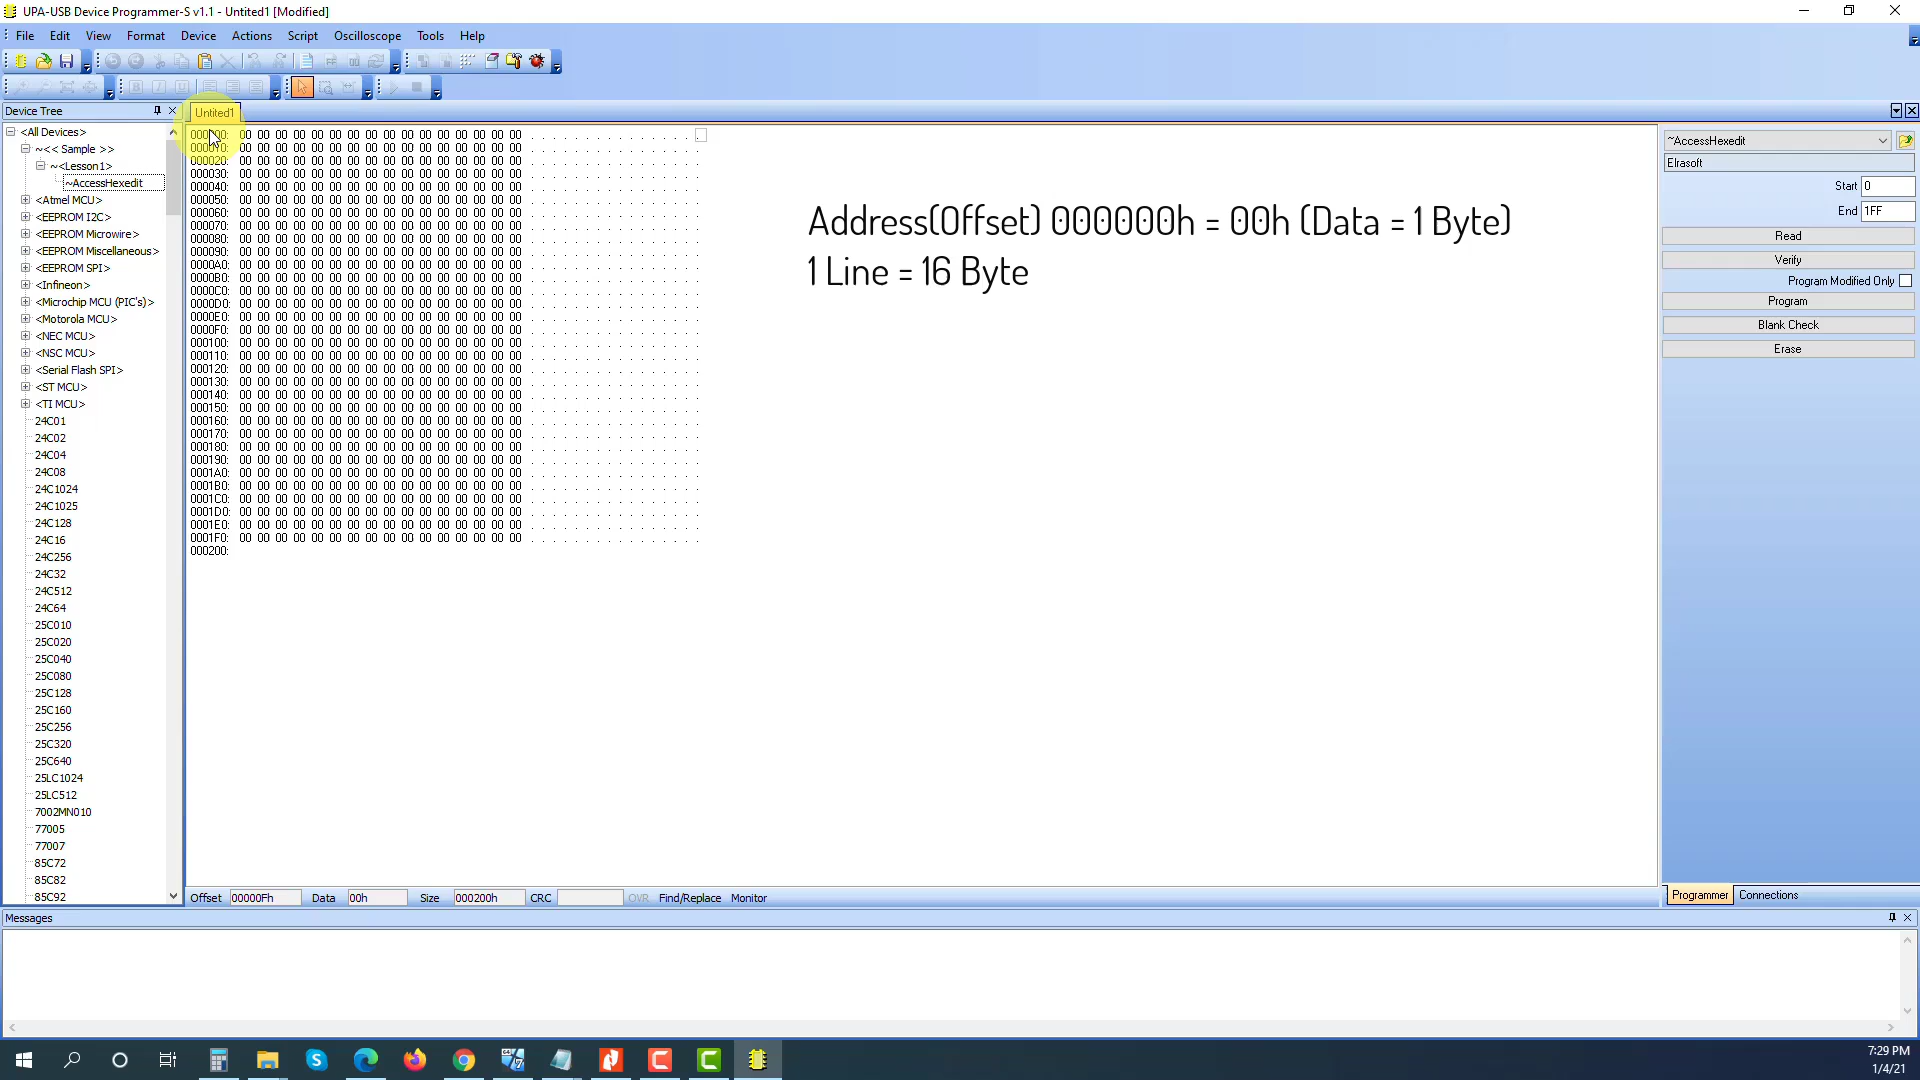 UPA-USB Device Programmer-S v1.1 - Untited1 [Modified]
File Edit View Format Device Actions Script Oscilloscope Tools Help
Device Tree
Untited1
<All Devices>
~<< Sample >>
~<Lesson1>
~AccessHexedit
<Atmel MCU>
<EEPROM I2C>
<EEPROM Microwire>
<EEPROM Miscellaneous>
<EEPROM SPI>
<Infineon>
<Microchip MCU (PIC's)>
<Motorola MCU>
<NEC MCU>
<NSC MCU>
<Serial Flash SPI>
<ST MCU>
<TI MCU>
24C01
24C02
24C04
24C08
24C1024
24C1025
24C128
24C16
24C256
24C32
24C512
24C64
25C010
25C020
25C040
25C080
25C128
25C160
25C256
25C320
25C640
25LC1024
25LC512
7002MN010
77005
77007
85C72
85C82
85C92
00 00 00 00 00 00 00 00 00 00 00 00 00 00 00 00 . . . . . . . . . . . . . . . .
00 00 00 00 00 00 00 00 00 00 00 00 00 00 00 00 . . . . . . . . . . . . . . . .
000020: 00 00 00 00 00 00 00 00 00 00 00 00 00 00 00 00 . . . . . . . . . . . . . . . .
000030: 00 00 00 00 00 00 00 00 00 00 00 00 00 00 00 00 . . . . . . . . . . . . . . . .
000040: 00 00 00 00 00 00 00 00 00 00 00 00 00 00 00 00 . . . . . . . . . . . . . . . .
000050: 00 00 00 00 00 00 00 00 00 00 00 00 00 00 00 00 . . . . . . . . . . . . . . . .
000060: 00 00 00 00 00 00 00 00 00 00 00 00 00 00 00 00 . . . . . . . . . . . . . . . .
000070: 00 00 00 00 00 00 00 00 00 00 00 00 00 00 00 00 . . . . . . . . . . . . . . . .
000080: 00 00 00 00 00 00 00 00 00 00 00 00 00 00 00 00 . . . . . . . . . . . . . . . .
000090: 00 00 00 00 00 00 00 00 00 00 00 00 00 00 00 00 . . . . . . . . . . . . . . . .
0000A0: 00 00 00 00 00 00 00 00 00 00 00 00 00 00 00 00 . . . . . . . . . . . . . . . .
0000B0: 00 00 00 00 00 00 00 00 00 00 00 00 00 00 00 00 . . . . . . . . . . . . . . . .
0000C0: 00 00 00 00 00 00 00 00 00 00 00 00 00 00 00 00 . . . . . . . . . . . . . . . .
0000D0: 00 00 00 00 00 00 00 00 00 00 00 00 00 00 00 00 . . . . . . . . . . . . . . . .
0000E0: 00 00 00 00 00 00 00 00 00 00 00 00 00 00 00 00 . . . . . . . . . . . . . . . .
0000F0: 00 00 00 00 00 00 00 00 00 00 00 00 00 00 00 00 . . . . . . . . . . . . . . . .
000100: 00 00 00 00 00 00 00 00 00 00 00 00 00 00 00 00 . . . . . . . . . . . . . . . .
000110: 00 00 00 00 00 00 00 00 00 00 00 00 00 00 00 00 . . . . . . . . . . . . . . . .
000120: 00 00 00 00 00 00 00 00 00 00 00 00 00 00 00 00 . . . . . . . . . . . . . . . .
000130: 00 00 00 00 00 00 00 00 00 00 00 00 00 00 00 00 . . . . . . . . . . . . . . . .
000140: 00 00 00 00 00 00 00 00 00 00 00 00 00 00 00 00 . . . . . . . . . . . . . . . .
000150: 00 00 00 00 00 00 00 00 00 00 00 00 00 00 00 00 . . . . . . . . . . . . . . . .
000160: 00 00 00 00 00 00 00 00 00 00 00 00 00 00 00 00 . . . . . . . . . . . . . . . .
000170: 00 00 00 00 00 00 00 00 00 00 00 00 00 00 00 00 . . . . . . . . . . . . . . . .
000180: 00 00 00 00 00 00 00 00 00 00 00 00 00 00 00 00 . . . . . . . . . . . . . . . .
000190: 00 00 00 00 00 00 00 00 00 00 00 00 00 00 00 00 . . . . . . . . . . . . . . . .
0001A0: 00 00 00 00 00 00 00 00 00 00 00 00 00 00 00 00 . . . . . . . . . . . . . . . .
0001B0: 00 00 00 00 00 00 00 00 00 00 00 00 00 00 00 00 . . . . . . . . . . . . . . . .
0001C0: 00 00 00 00 00 00 00 00 00 00 00 00 00 00 00 00 . . . . . . . . . . . . . . . .
0001D0: 00 00 00 00 00 00 00 00 00 00 00 00 00 00 00 00 . . . . . . . . . . . . . . . .
0001E0: 00 00 00 00 00 00 00 00 00 00 00 00 00 00 00 00 . . . . . . . . . . . . . . . .
0001F0: 00 00 00 00 00 00 00 00 00 00 00 00 00 00 00 00 . . . . . . . . . . . . . . . .
000200:
Address(Offset) 000000h = 00h (Data = 1 Byte)
1 Line = 16 Byte
~AccessHexedit
Elrasoft
Start 0
End 1FF
Read
Verify
Program Modified Only
Program
Blank Check
Erase
Programmer Connections
Offset 00000Fh Data 00h Size 000200h CRC OVR Find/Replace Monitor
Messages
7:29 PM
1/4/21